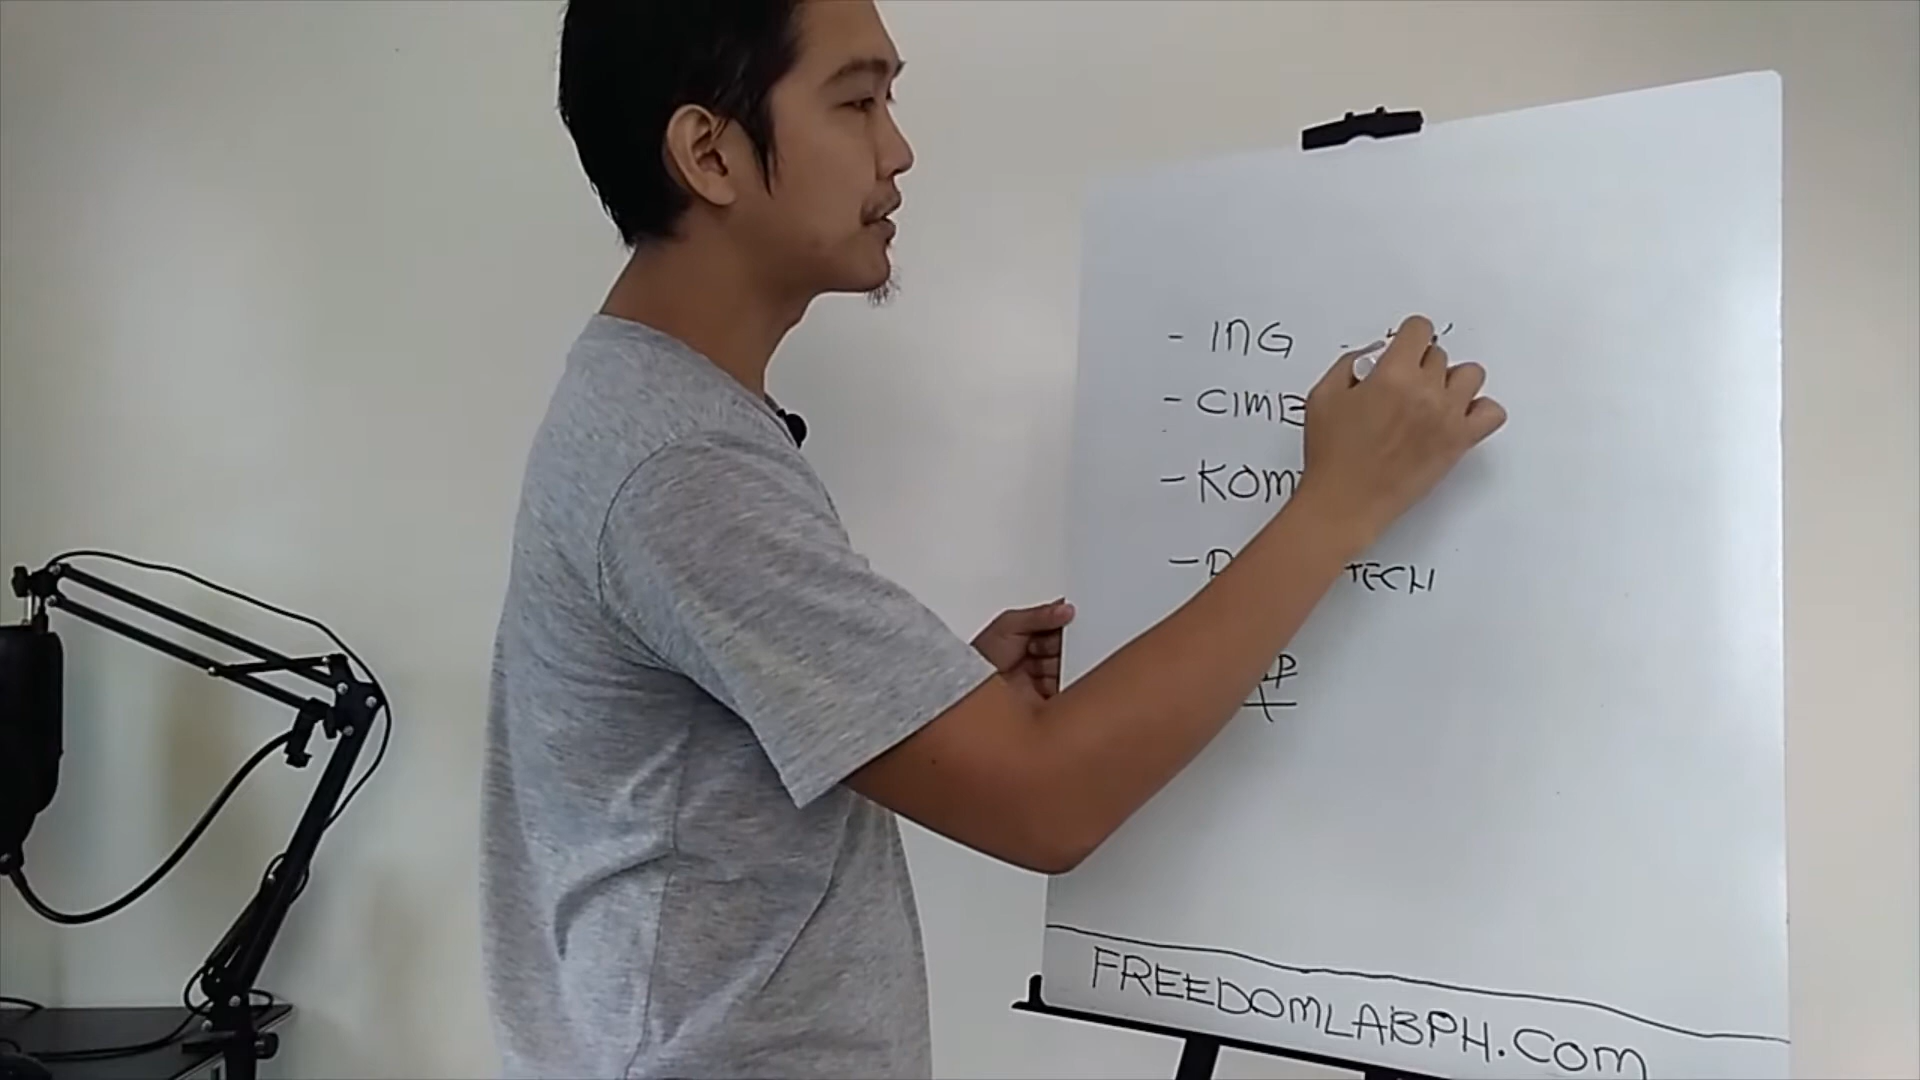 - ING -
- CIMB
- KOM
- TECH
FREEDOMLABPH.COM